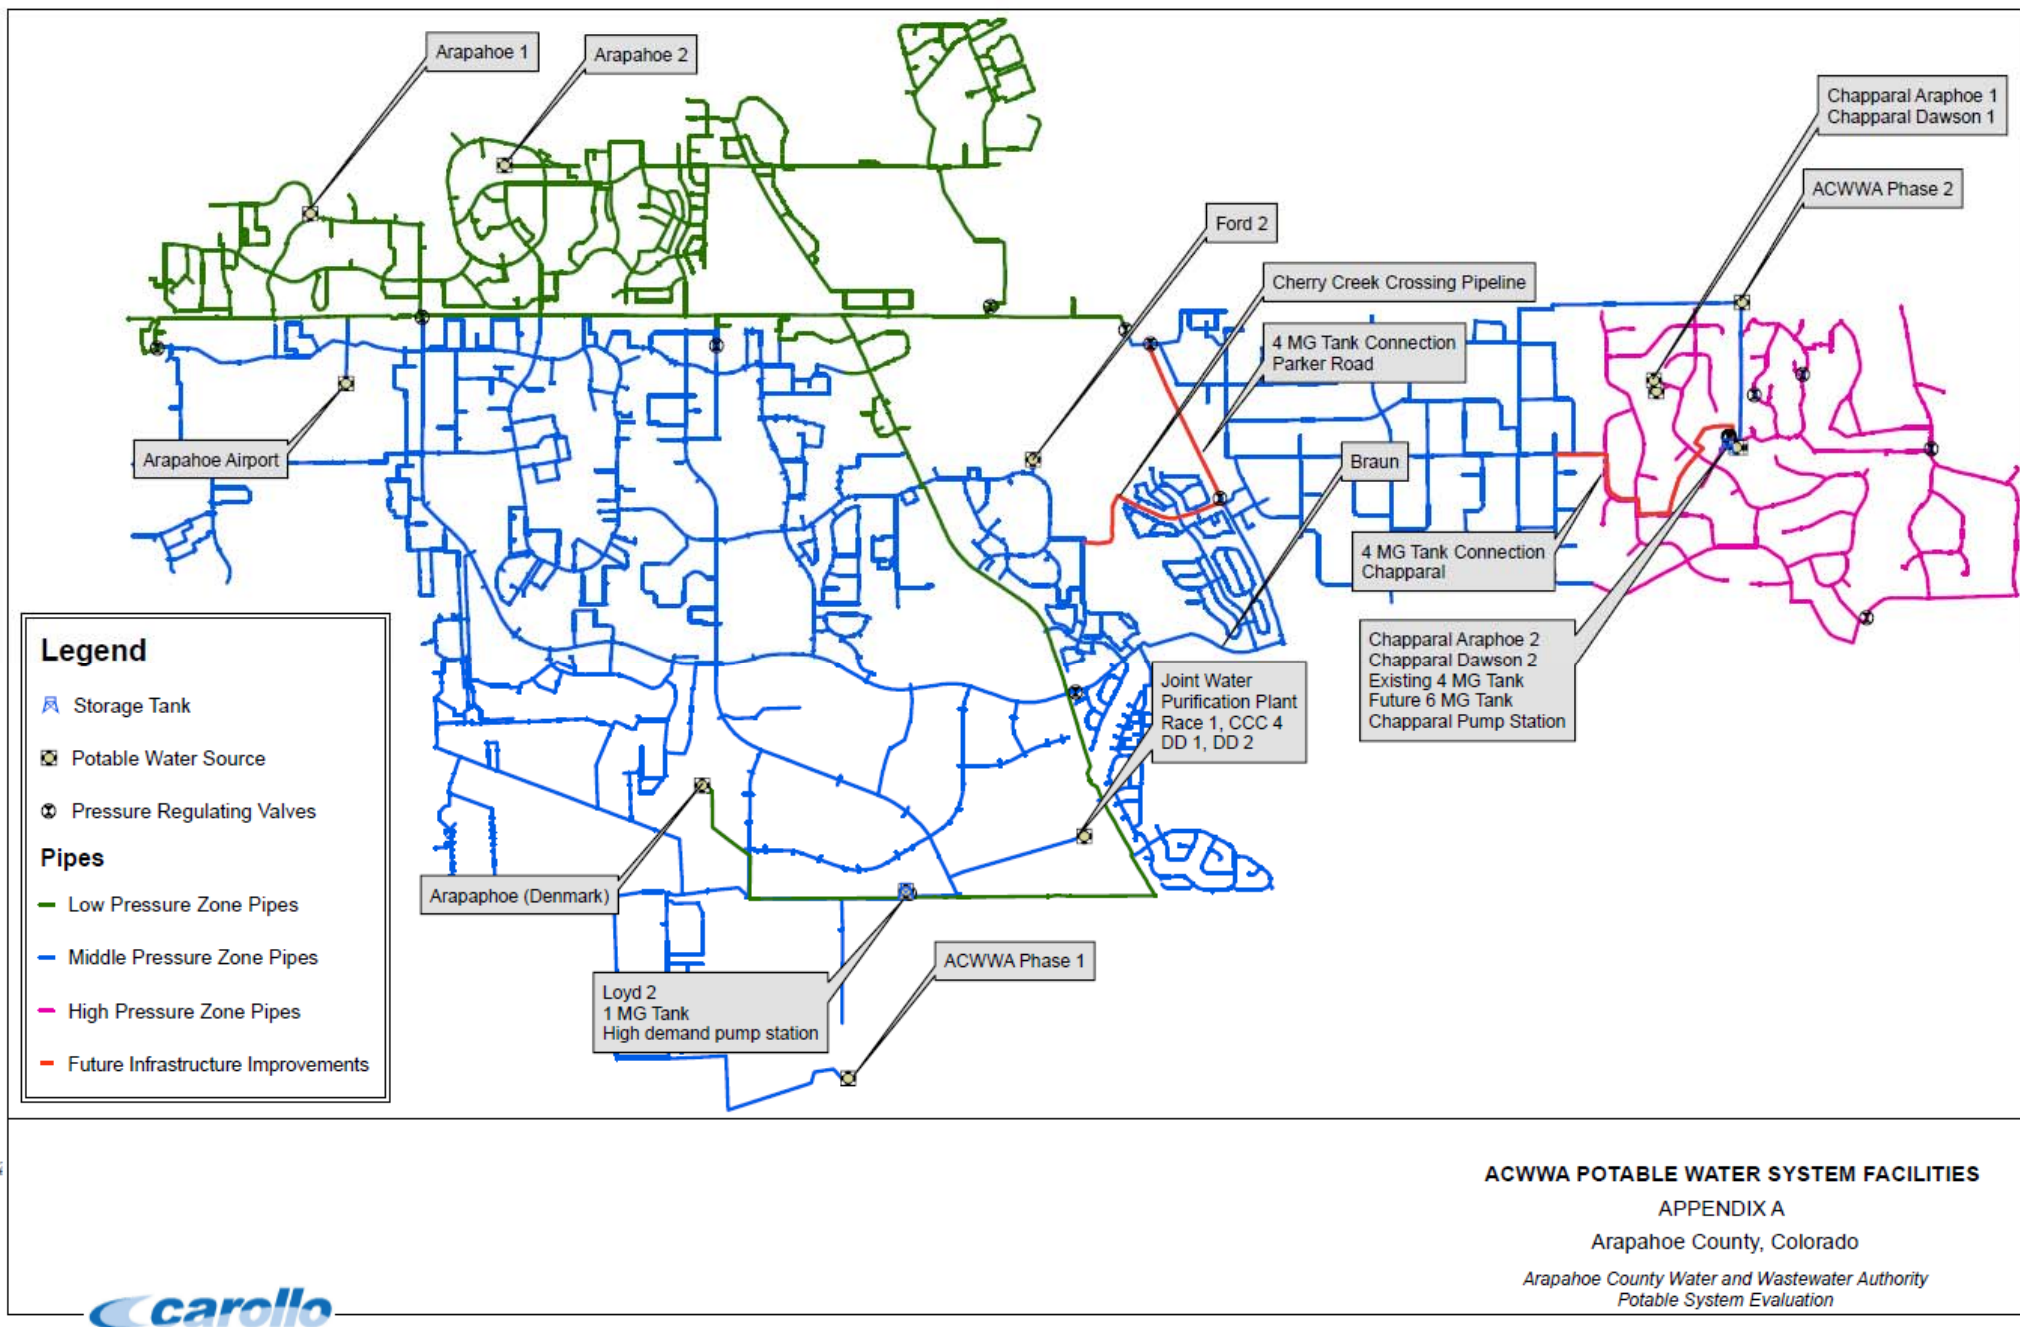 Arapahoe 1
Arapahoe 2
Chapparal Araphoe 1
Chapparal Dawson 1
ACWWA Phase 2
Ford 2
Cherry Creek Crossing Pipeline
4 MG Tank Connection
Parker Road
Arapahoe Airport
Braun
4 MG Tank Connection
Chapparal
Chapparal Araphoe 2
Chapparal Dawson 2
Existing 4 MG Tank
Future 6 MG Tank
Chapparal Pump Station
Joint Water
Purification Plant
Race 1, CCC 4
DD 1, DD 2
Arapaphoe (Denmark)
ACWWA Phase 1
Loyd 2
1 MG Tank
High demand pump station
Legend
Storage Tank
Potable Water Source
Pressure Regulating Valves
Pipes
Low Pressure Zone Pipes
Middle Pressure Zone Pipes
High Pressure Zone Pipes
Future Infrastructure Improvements
ACWWA POTABLE WATER SYSTEM FACILITIES
APPENDIX A
Arapahoe County, Colorado
Arapahoe County Water and Wastewater Authority
Potable System Evaluation
carollo